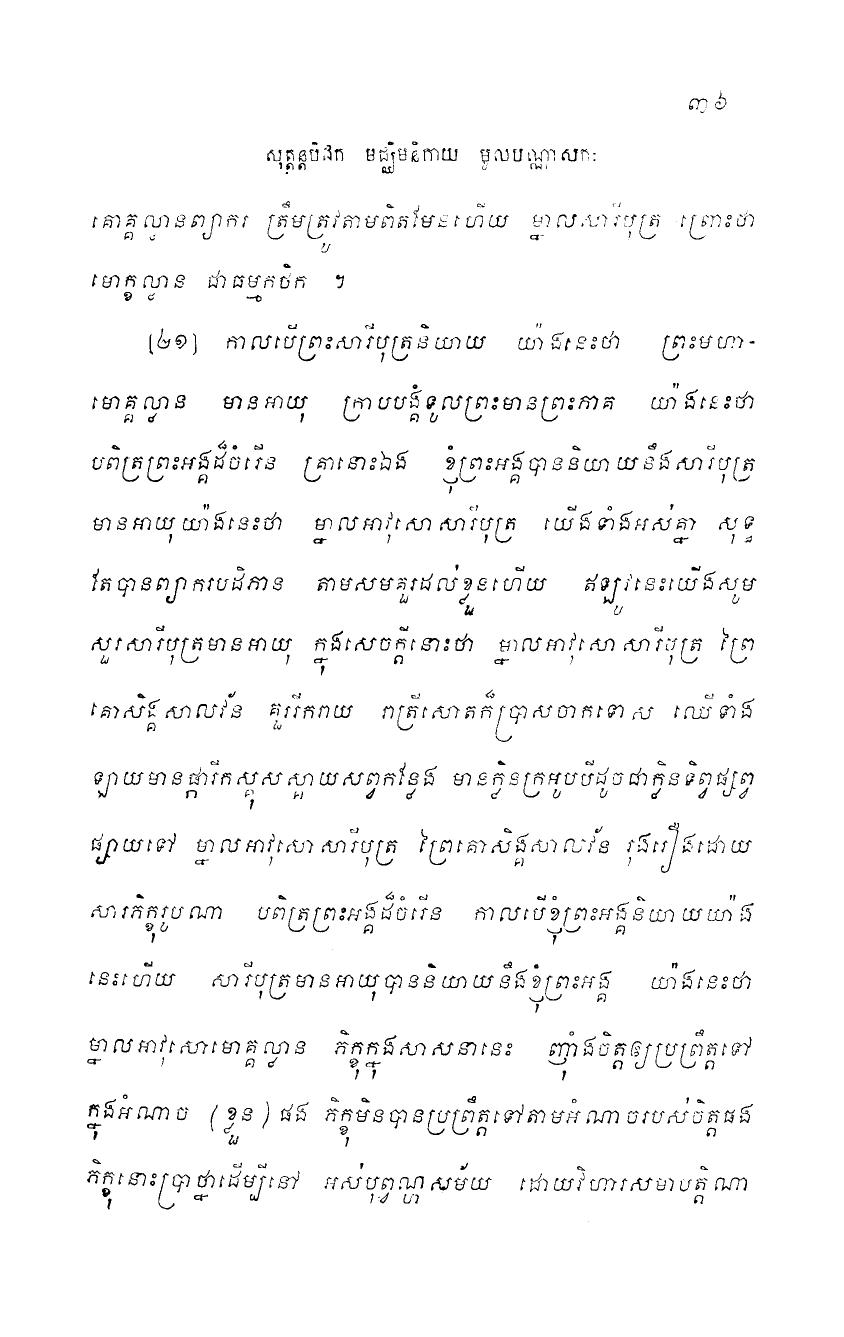 ៣៦
សុត្តន្តបិដក មជ្ឈិមនិកាយ មូលបណ្ណាសកៈ
គោគ្គល្លានព្យាករ ត្រឹមត្រូវតាមពិតមែនហើយ ម្នាលសារីបុត្រ ព្រោះថា
មោគ្គល្លាន ជាធម្មកថិក ។
[២១] កាលបើព្រះសារីបុត្រនិយាយ យ៉ាងនេះថា ព្រះមហា-
មោគ្គល្លាន មានអាយុ ក្រាបបង្គំទូលព្រះមានព្រះភាគ យ៉ាងនេះថា
បពិត្រព្រះអង្គដ៏ចំរើន គ្រានោះឯង ខ្ញុំព្រះអង្គបាននិយាយនឹងសារីបុត្រ
មានអាយុយ៉ាងនេះថា ម្នាលអាវុសោសារីបុត្រ យើងទាំងអស់គ្នា សុទ្ធ
តែបានព្យាករបដិភាន តាមសមគួរដល់ខ្លួនហើយ ឥឡូវនេះយើងសូម
សួរសារីបុត្រមានអាយុ ក្នុងសេចក្តីនោះថា ម្នាលអាវុសោសារីបុត្រ ព្រៃ
គោសិង្គសាលវ័ន គួររីករាយ រាត្រីសោតក៏ប្រាសចាកទោស ឈើទាំង
ឡាយមានផ្ការីកស្គុសស្គាយសព្វកន្លែង មានក្លិនក្រអូបបីដូចជាក្លិនទិព្វផ្សព្វ
ផ្សាយទៅ ម្នាលអាវុសោសារីបុត្រ ព្រៃគោសិង្គសាលវ័ន រុងរឿងដោយ
សារភិក្ខុរូបណា បពិត្រព្រះអង្គដ៏ចំរើន កាលបើខ្ញុំព្រះអង្គនិយាយយ៉ាង
នេះហើយ សារីបុត្រមានអាយុបាននិយាយនឹងខ្ញុំព្រះអង្គ យ៉ាងនេះថា
ម្នាលអាវុសោមោគ្គល្លាន ភិក្ខុក្នុងសាសនានេះ ញ៉ាំងចិត្តឲ្យប្រព្រឹត្តទៅ
ក្នុងអំណាច (ខ្លួន) ផង ភិក្ខុមិនបានប្រព្រឹត្តទៅតាមអំណាចរបស់ចិត្តផង
ភិក្ខុនោះប្រាថ្នាដើម្បីនៅ អស់បុព្វណ្ហសម័យ ដោយវិហារសមាបត្តិណា